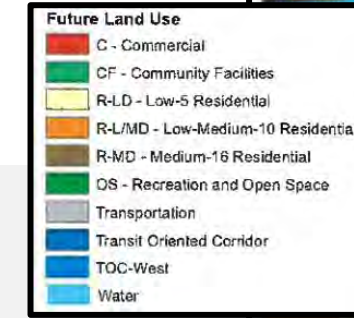 Future Land Use
C - Commercial
CF - Community Facilities
R-LD - Low-5 Residential
R-L/MD - Low-Medium-10 Residentia
R-MD - Medium-16 Residential
OS - Recreation and Open Space
Transportation
Transit Oriented Corridor
TOC-West
Water